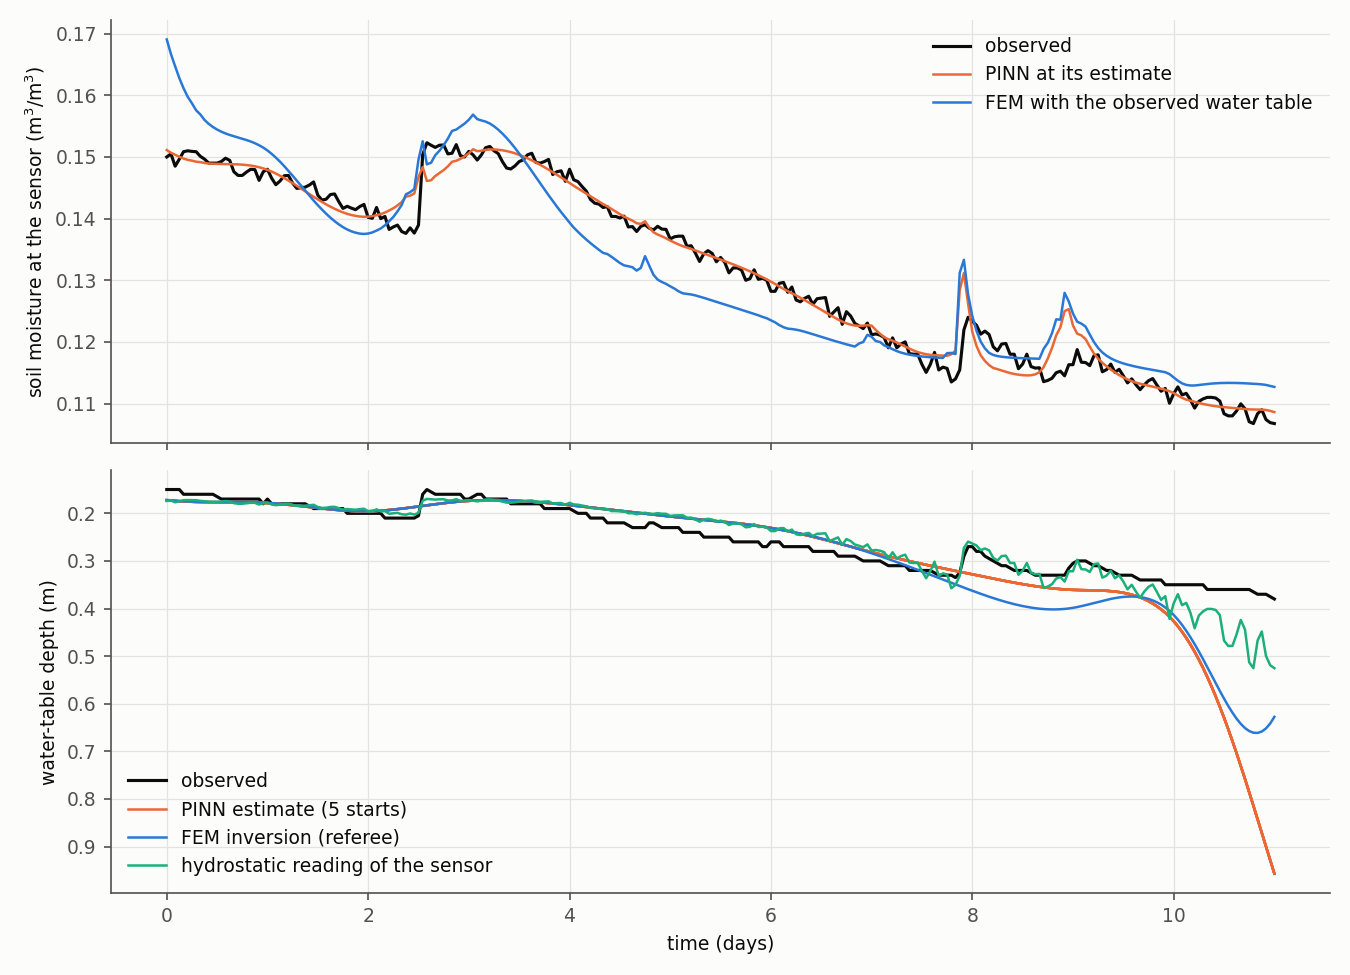 0.17
0.16
0.15
0.14
0.13
0.12
0.11
soil moisture at the sensor (m³/m³)
observed
PINN at its estimate
FEM with the observed water table
0.2
0.3
0.4
0.5
0.6
0.7
0.8
0.9
water-table depth (m)
observed
PINN estimate (5 starts)
FEM inversion (referee)
hydrostatic reading of the sensor
0 2 4 6 8 10
time (days)